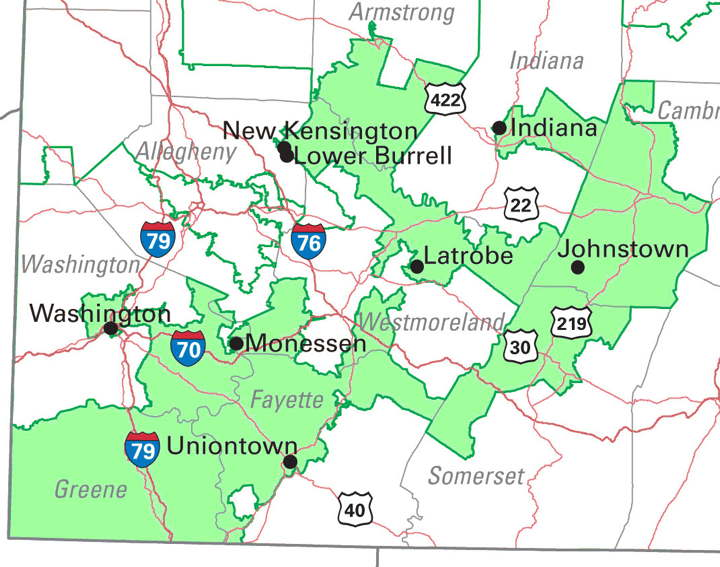 Armstrong
Indiana
422
Cambr
New Kensington
Indiana
Allegheny
Lower Burrell
22
79
76
Washington
Latrobe
Johnstown
Washington
Westmoreland
219
70
Monessen
30
Fayette
79
Uniontown
Greene
Somerset
40